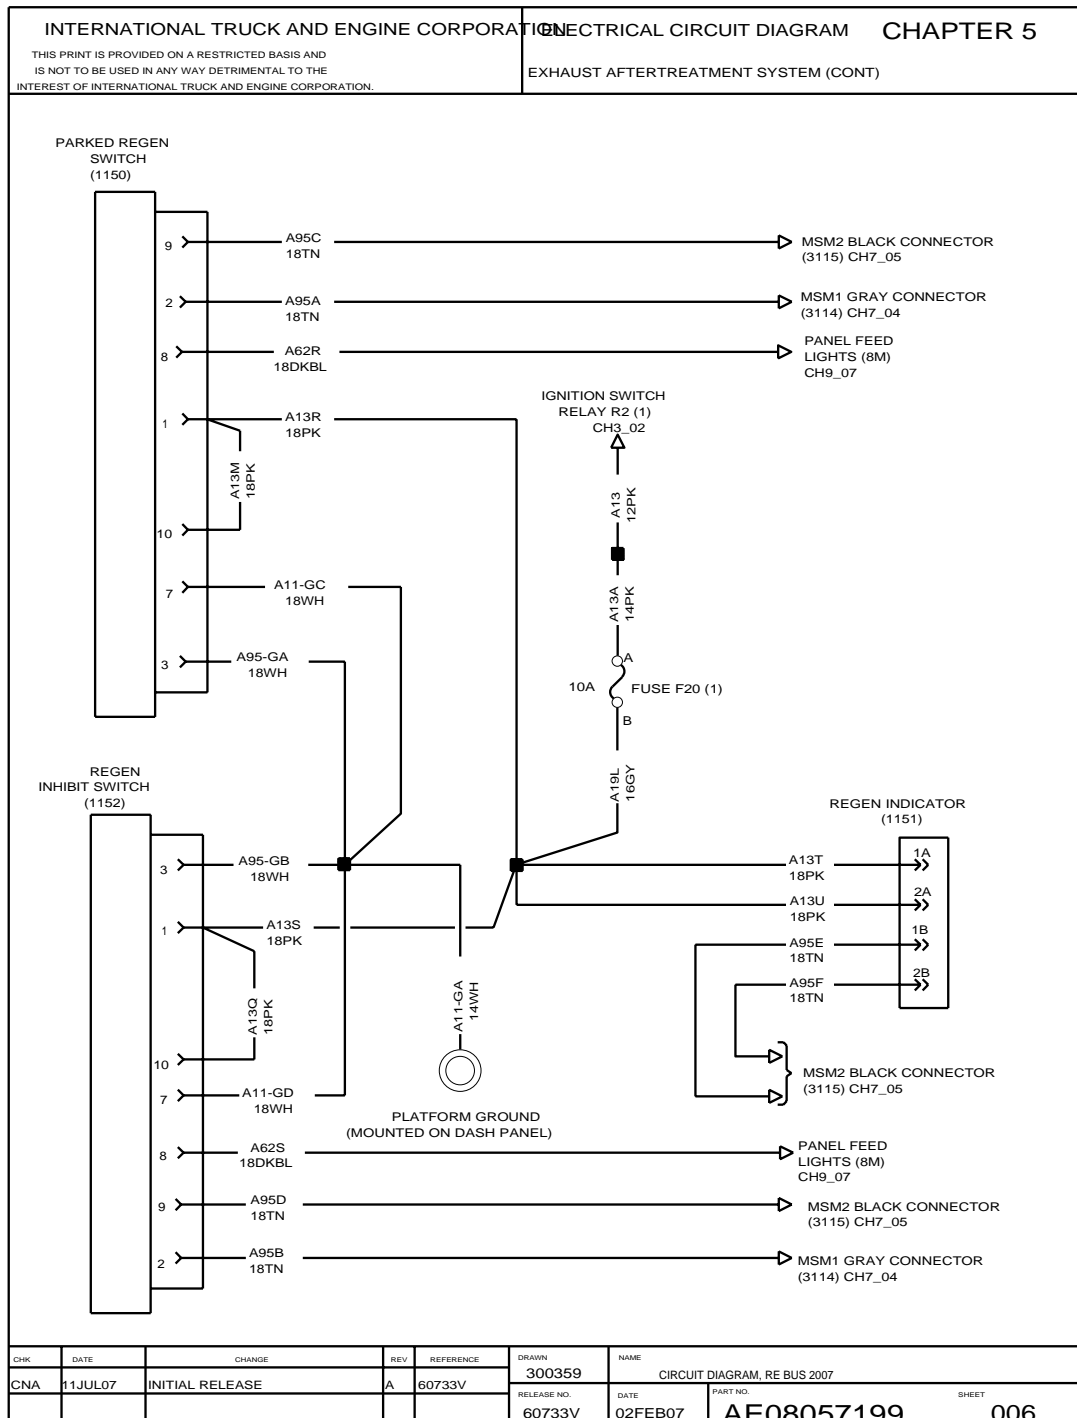 INTERNATIONAL TRUCK AND ENGINE CORPORATION
ELECTRICAL CIRCUIT DIAGRAM
CHAPTER 5
THIS PRINT IS PROVIDED ON A RESTRICTED BASIS AND
IS NOT TO BE USED IN ANY WAY DETRIMENTAL TO THE
INTEREST OF INTERNATIONAL TRUCK AND ENGINE CORPORATION.
EXHAUST AFTERTREATMENT SYSTEM (CONT)
PARKED REGEN
SWITCH
(1150)
9
A95C
18TN
MSM2 BLACK CONNECTOR
(3115) CH7_05
2
A95A
18TN
MSM1 GRAY CONNECTOR
(3114) CH7_04
8
A62R
18DKBL
PANEL FEED
LIGHTS (8M)
CH9_07
1
A13R
18PK
A13M
18PK
10
7
A11-GC
18WH
3
A95-GA
18WH
IGNITION SWITCH
RELAY R2 (1)
CH3_02
A13
12PK
A13A
14PK
A
10A
FUSE F20 (1)
B
A19L
16GY
REGEN
INHIBIT SWITCH
(1152)
3
A95-GB
18WH
1
A13S
18PK
A13Q
18PK
10
7
A11-GD
18WH
8
A62S
18DKBL
PANEL FEED
LIGHTS (8M)
CH9_07
9
A95D
18TN
MSM2 BLACK CONNECTOR
(3115) CH7_05
2
A95B
18TN
MSM1 GRAY CONNECTOR
(3114) CH7_04
A11-GA
14WH
PLATFORM GROUND
(MOUNTED ON DASH PANEL)
REGEN INDICATOR
(1151)
A13T
18PK
1A
A13U
18PK
2A
A95E
18TN
1B
A95F
18TN
2B
MSM2 BLACK CONNECTOR
(3115) CH7_05
CHK DATE CHANGE REV REFERENCE
CNA 11JUL07 INITIAL RELEASE A 60733V
DRAWN
300359
NAME
CIRCUIT DIAGRAM, RE BUS 2007
RELEASE NO.
60733V
DATE
02FEB07
PART NO.
AE08057199
SHEET
006